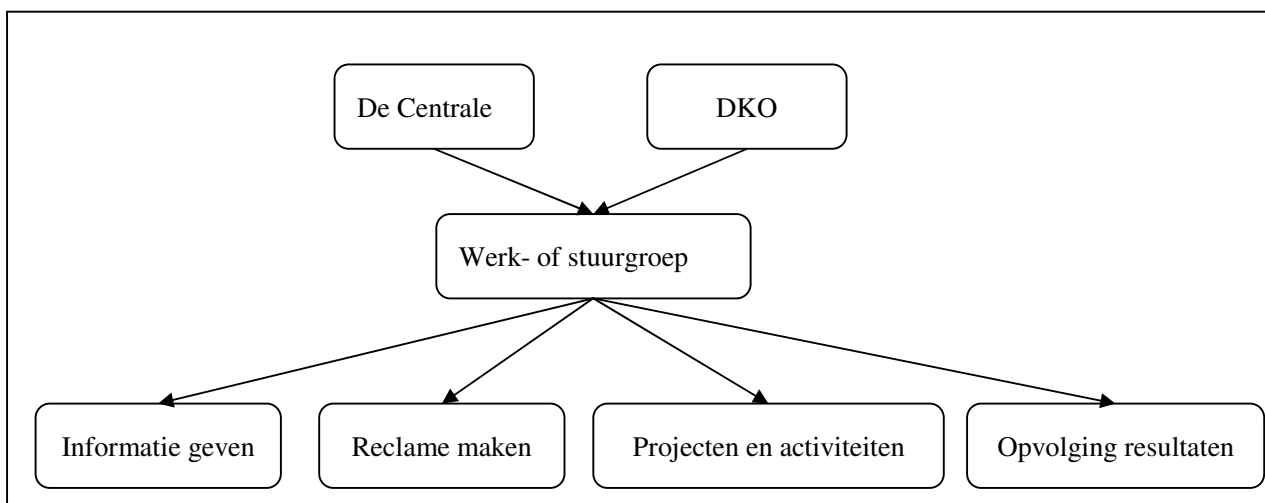 De Centrale
DKO
Werk- of stuurgroep
Informatie geven
Reclame maken
Projecten en activiteiten
Opvolging resultaten